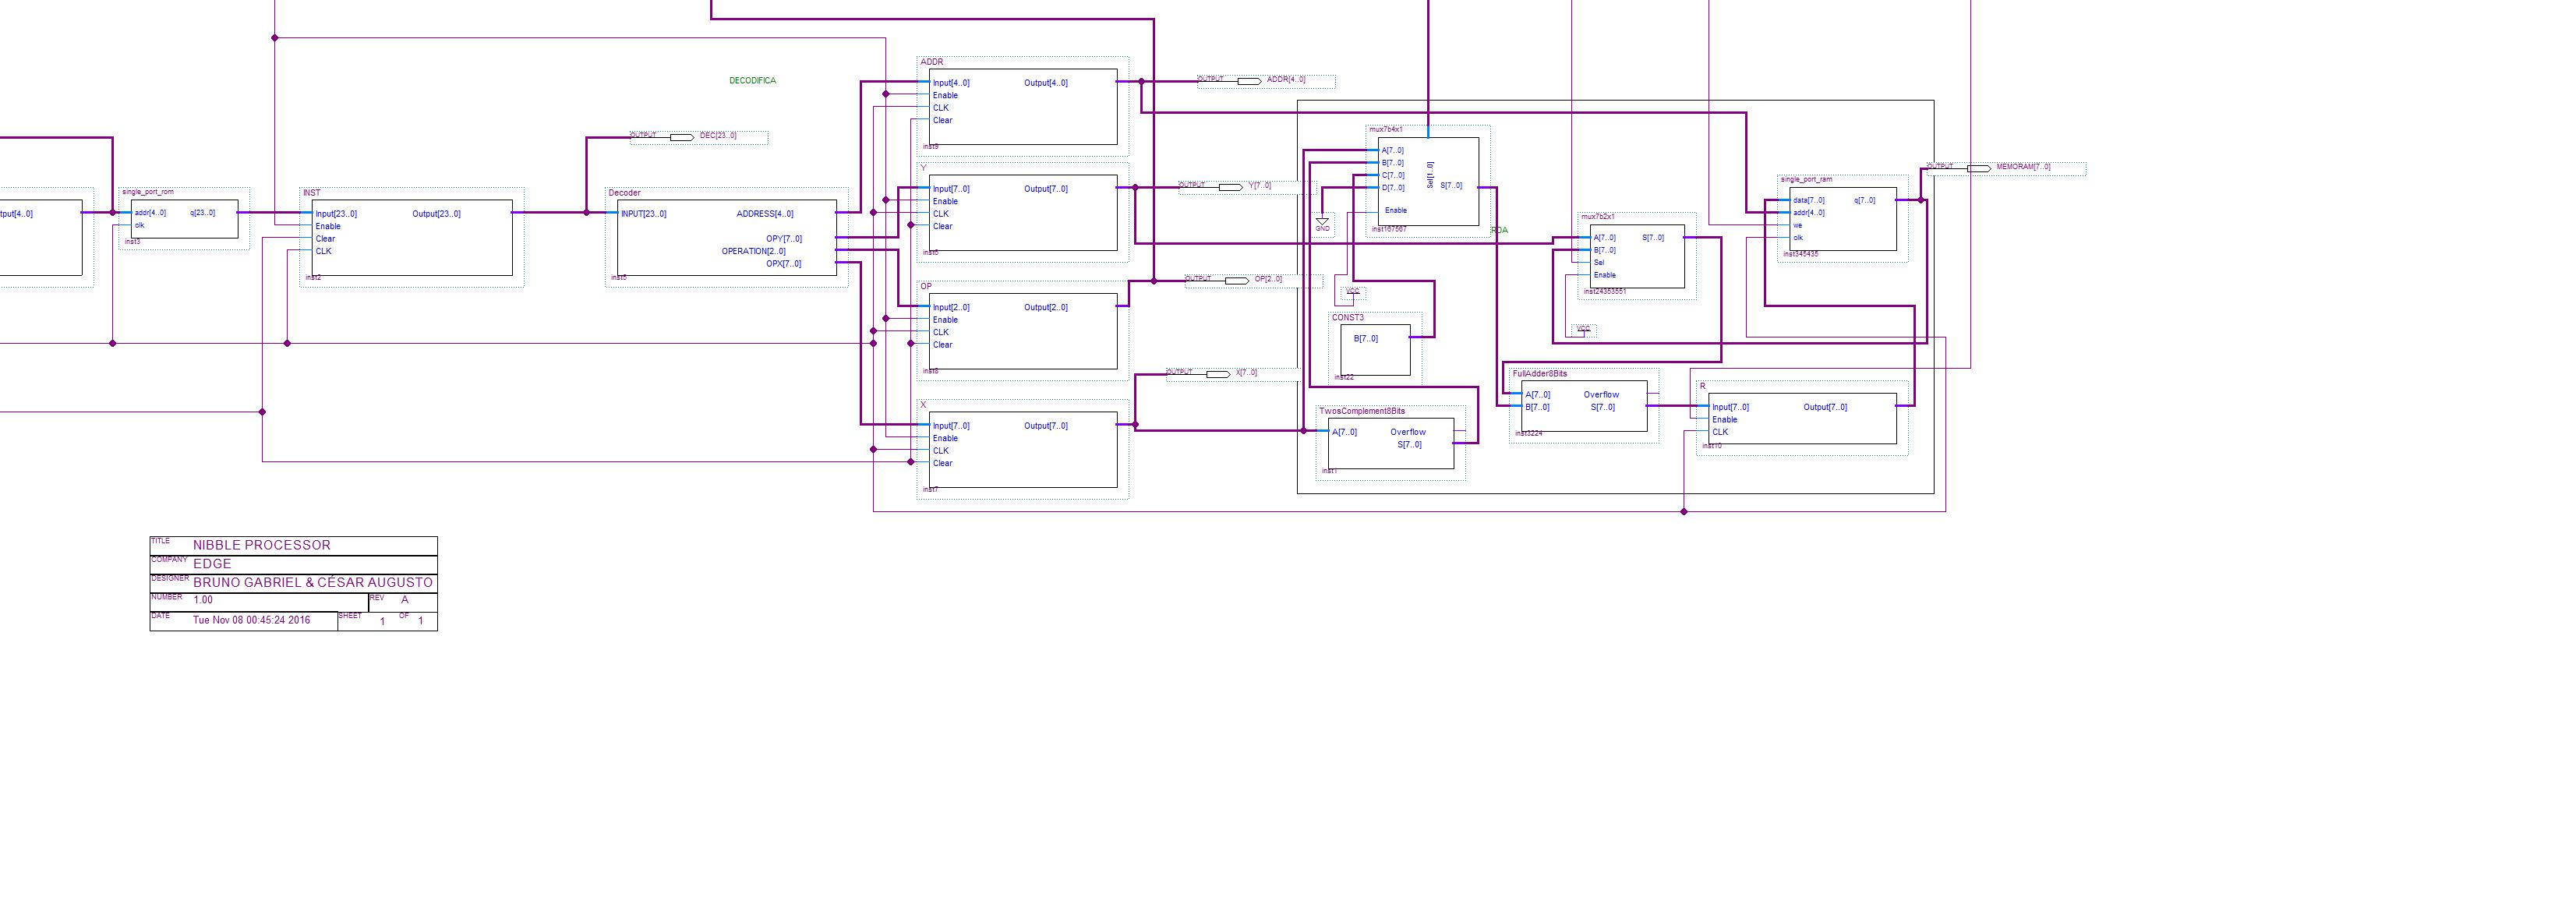 tput[4..0]
single_port_rom
addr[4..0] q[23..0]
clk
inst3
INST
Input[23..0] Output[23..0]
Enable
Clear
CLK
inst2
DECODIFICA
OUTPUT DEC[23..0]
Decoder
INPUT[23..0] ADDRESS[4..0]
OPY[7..0]
OPERATION[2..0]
OPX[7..0]
inst5
ADDR
Input[4..0] Output[4..0]
Enable
CLK
Clear
inst9
OUTPUT ADDR[4..0]
Y
Input[7..0] Output[7..0]
Enable
CLK
Clear
inst6
OUTPUT Y[7..0]
OP
Input[2..0] Output[2..0]
Enable
CLK
Clear
inst8
OUTPUT OP[2..0]
X
Input[7..0] Output[7..0]
Enable
CLK
Clear
inst7
OUTPUT X[7..0]
mux7b4x1
A[7..0]
B[7..0]
C[7..0]
D[7..0] S[7..0]
Sel[1..0]
Enable
inst167567
GND
VCC
CONST3
B[7..0]
inst22
TwosComplement8Bits
A[7..0] Overflow
S[7..0]
inst1
RDA
mux7b2x1
A[7..0] S[7..0]
B[7..0]
Sel
Enable
inst24353551
VCC
FullAdder8Bits
A[7..0] Overflow
B[7..0] S[7..0]
inst3224
R
Input[7..0] Output[7..0]
Enable
CLK
inst10
single_port_ram
data[7..0] q[7..0]
addr[4..0]
we
clk
inst345435
OUTPUT MEMORAM[7..0]
TITLE NIBBLE PROCESSOR
COMPANY EDGE
DESIGNER BRUNO GABRIEL & CÉSAR AUGUSTO
NUMBER 1.00 REV A
DATE Tue Nov 08 00:45:24 2016 SHEET 1 OF 1